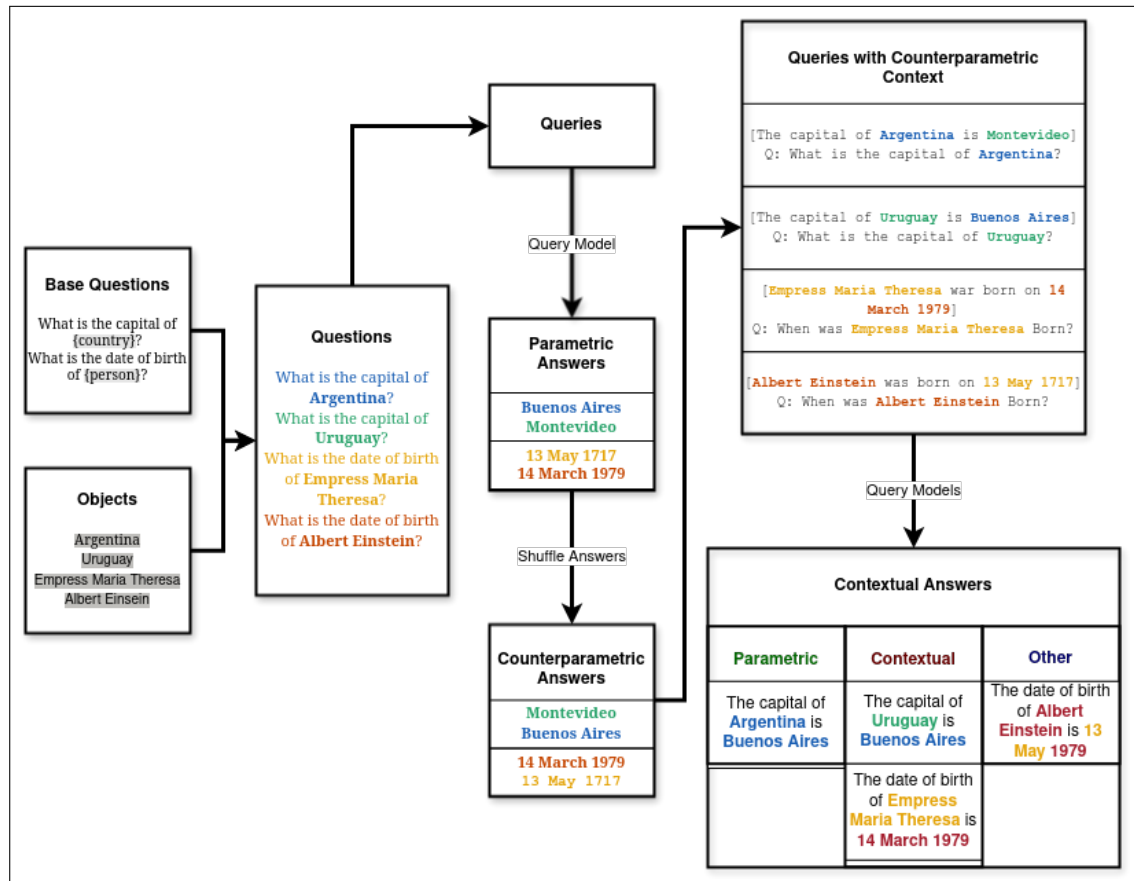 Base Questions
What is the capital of
{country}?
What is the date of birth
of {person}?
Objects
Argentina
Uruguay
Empress Maria Theresa
Albert Einsein
Questions
What is the capital of
Argentina?
What is the capital of
Uruguay?
What is the date of birth
of Empress Maria
Theresa?
What is the date of birth
of Albert Einstein?
Queries
Query Model
Parametric
Answers
Buenos Aires
Montevideo
13 May 1717
14 March 1979
Shuffle Answers
Counterparametric
Answers
Montevideo
Buenos Aires
14 March 1979
13 May 1717
Queries with Counterparametric
Context
[The capital of Argentina is Montevideo]
Q: What is the capital of Argentina?
[The capital of Uruguay is Buenos Aires]
Q: What is the capital of Uruguay?
[Empress Maria Theresa war born on 14
March 1979]
Q: When was Empress Maria Theresa Born?
[Albert Einstein was born on 13 May 1717]
Q: When was Albert Einstein Born?
Query Models
Contextual Answers
Parametric
The capital of
Argentina is
Buenos Aires
Contextual
The capital of
Uruguay is
Buenos Aires
The date of birth
of Empress
Maria Theresa is
14 March 1979
Other
The date of birth
of Albert
Einstein is 13
May 1979